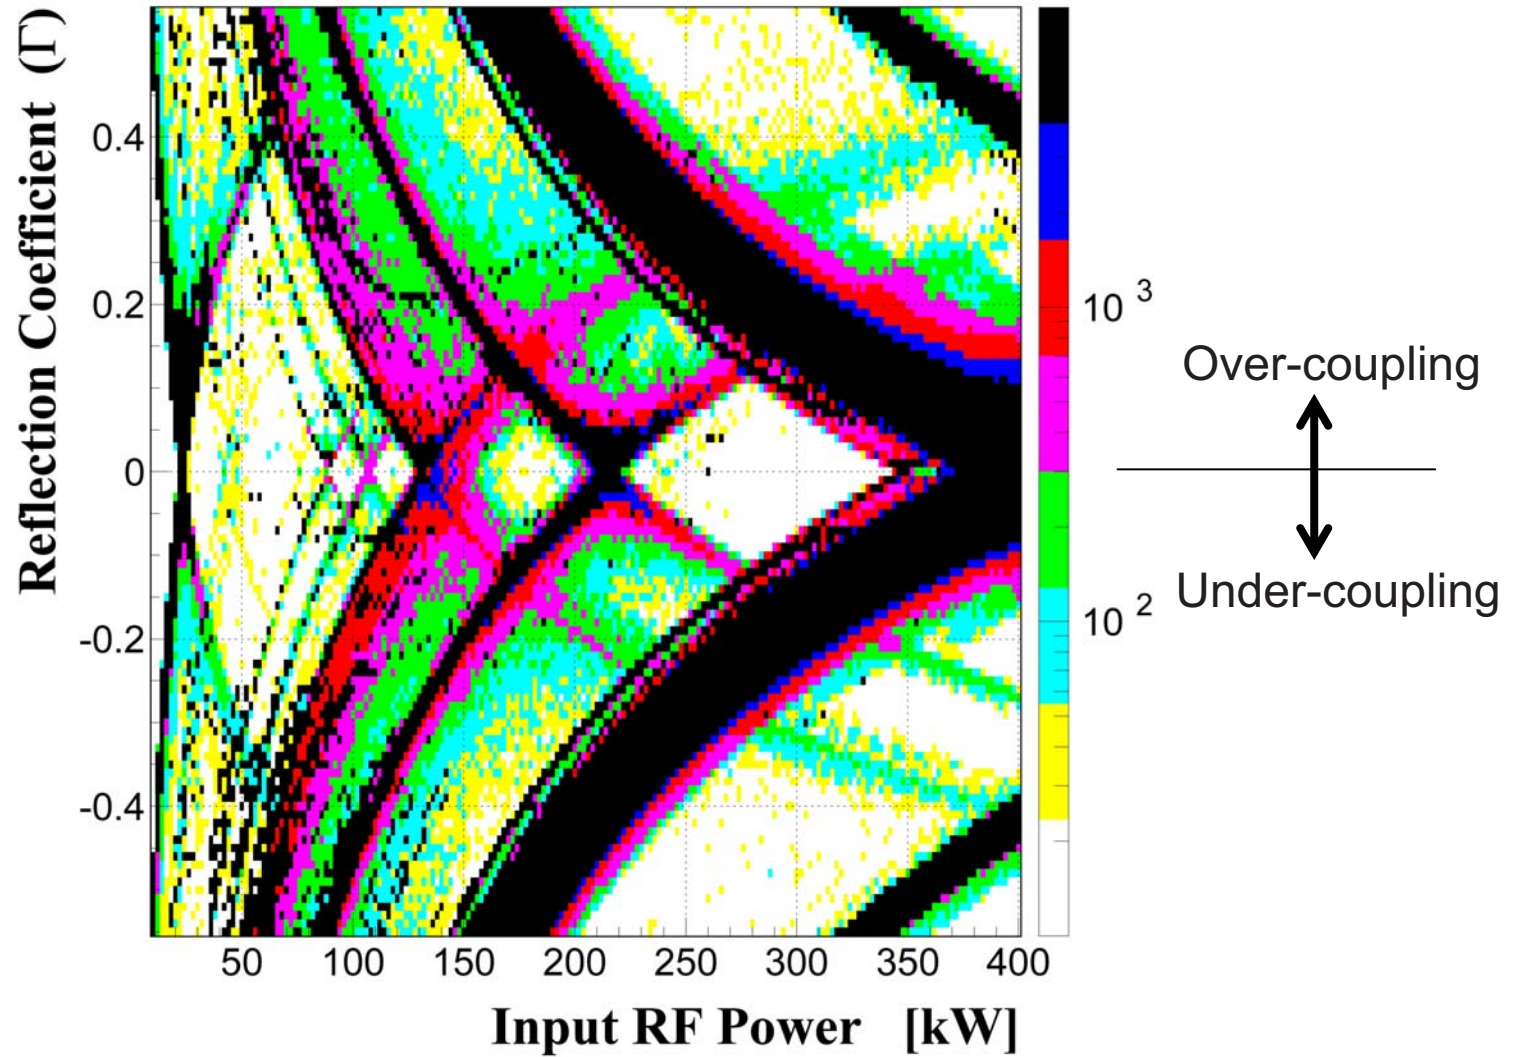 Reflection Coefficient (Γ)
0.4
0.2
0
-0.2
-0.4
50 100 150 200 250 300 350 400
Input RF Power [kW]
10 3
10 2
Over-coupling
Under-coupling